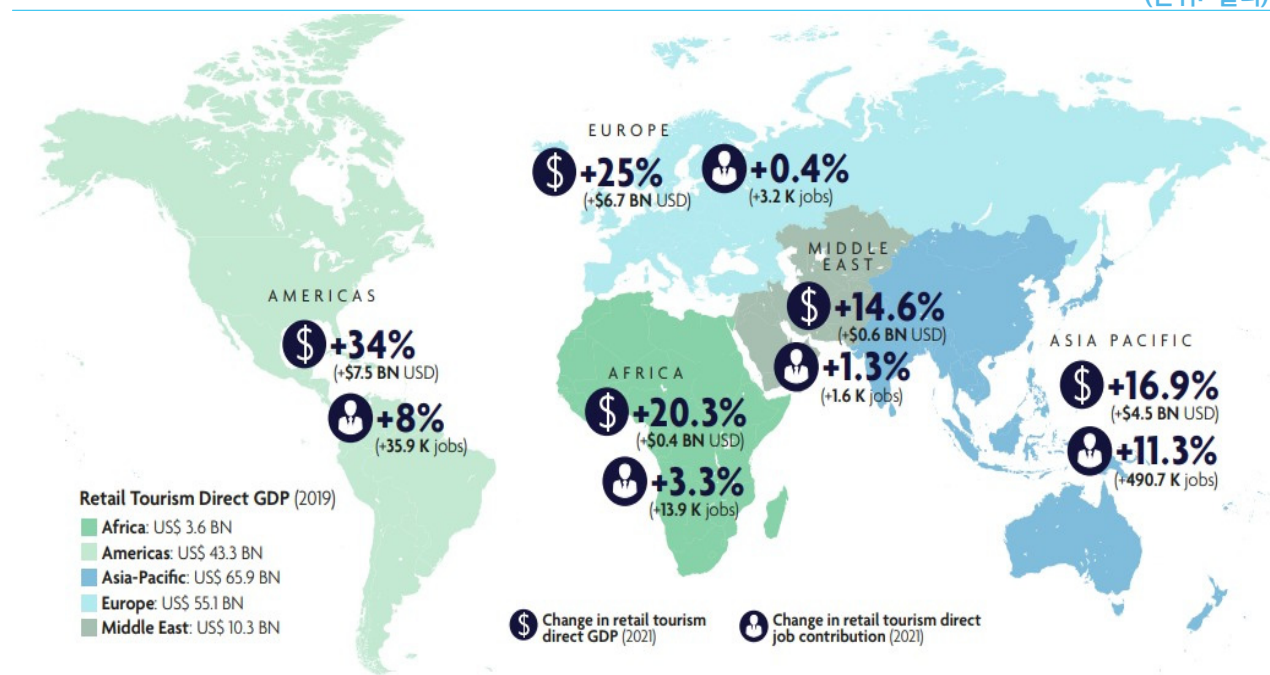 EUROPE
+25%
(+$6.7 BN USD)
+0.4%
(+3.2 K jobs)
MIDDLE
EAST
+14.6%
(+$0.6 BN USD)
+1.3%
(+1.6 K jobs)
AMERICAS
+34%
(+$7.5 BN USD)
+8%
(+35.9 K jobs)
AFRICA
+20.3%
(+$0.4 BN USD)
+3.3%
(+13.9 K jobs)
ASIA PACIFIC
+16.9%
(+$4.5 BN USD)
+11.3%
(+490.7 K jobs)
Retail Tourism Direct GDP (2019)
Africa: US$ 3.6 BN
Americas: US$ 43.3 BN
Asia-Pacific: US$ 65.9 BN
Europe: US$ 55.1 BN
Middle East: US$ 10.3 BN
$ Change in retail tourism
direct GDP (2021)
Change in retail tourism direct
job contribution (2021)